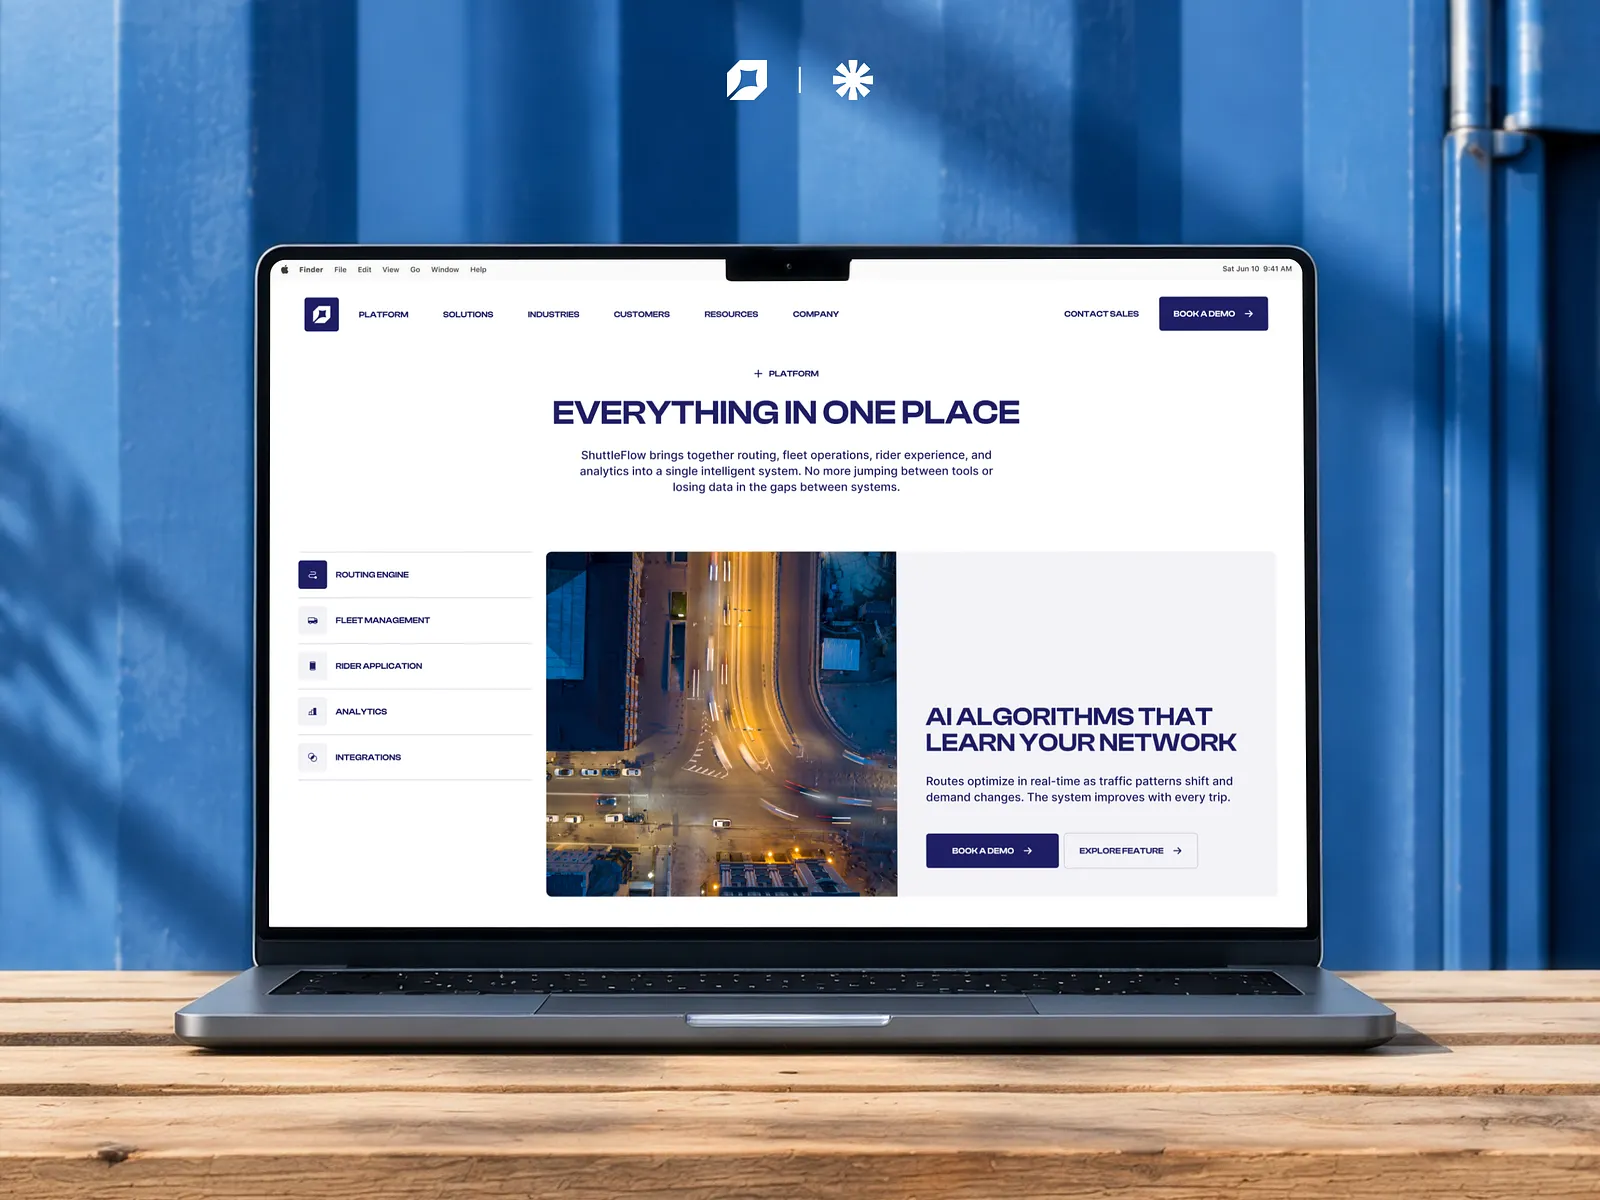 Finder File Edit View Go Window Help
Sat Jun 10 9:41 AM
PLATFORM SOLUTIONS INDUSTRIES CUSTOMERS RESOURCES COMPANY
CONTACT SALES
BOOK A DEMO
PLATFORM
EVERYTHING IN ONE PLACE
ShuttleFlow brings together routing, fleet operations, rider experience, and
analytics into a single intelligent system. No more jumping between tools or
losing data in the gaps between systems.
ROUTING ENGINE
FLEET MANAGEMENT
RIDER APPLICATION
ANALYTICS
INTEGRATIONS
AI ALGORITHMS THAT
LEARN YOUR NETWORK
Routes optimize in real-time as traffic patterns shift and
demand changes. The system improves with every trip.
BOOK A DEMO
EXPLORE FEATURE